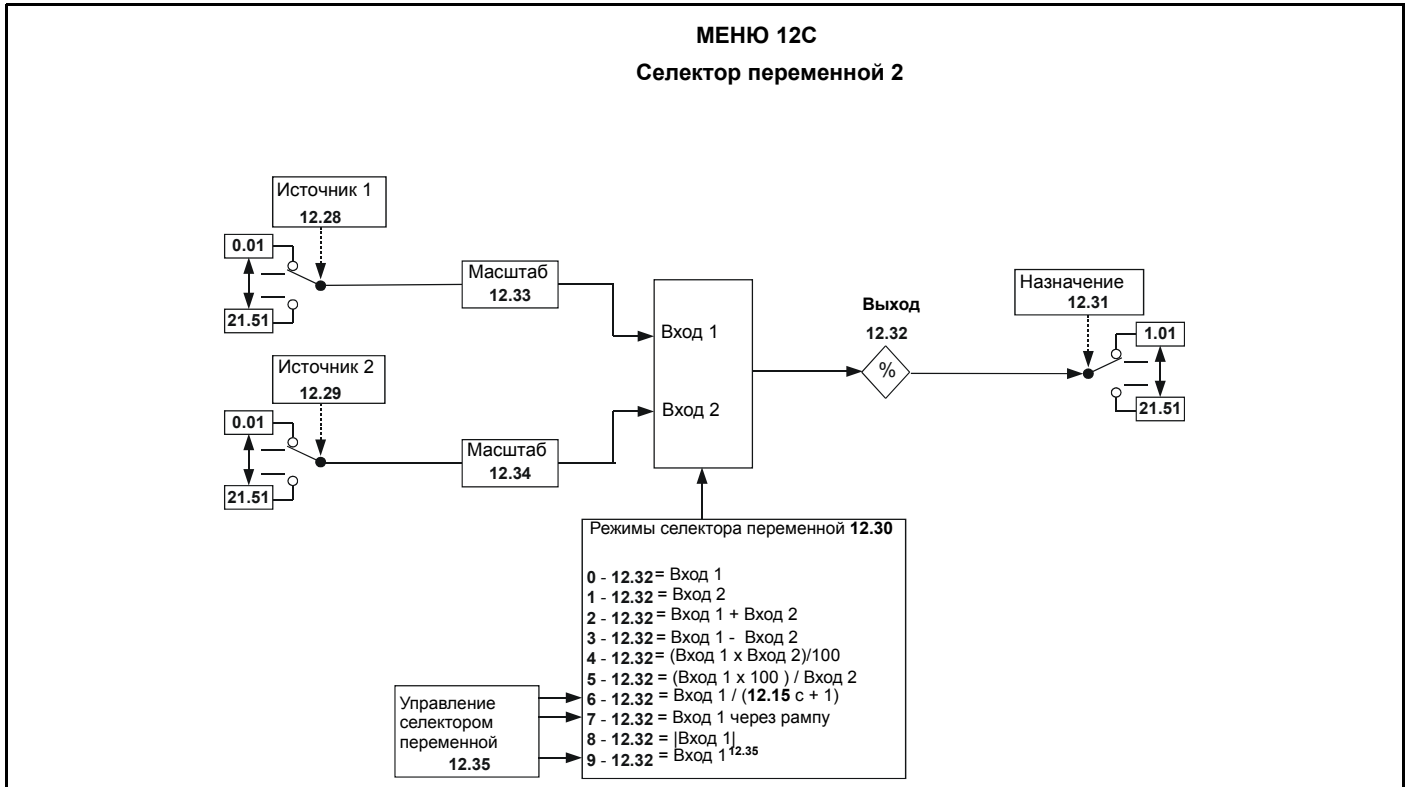 МЕНЮ 12C
Селектор переменной 2
Источник 1
12.28
0.01
21.51
Масштаб
12.33
Источник 2
12.29
0.01
21.51
Масштаб
12.34
Вход 1
Вход 2
Выход
12.32
%
Назначение
12.31
1.01
21.51
Режимы селектора переменной 12.30
0 - 12.32 = Вход 1
1 - 12.32 = Вход 2
2 - 12.32 = Вход 1 + Вход 2
3 - 12.32 = Вход 1 - Вход 2
4 - 12.32 = (Вход 1 x Вход 2)/100
5 - 12.32 = (Вход 1 x 100 ) / Вход 2
6 - 12.32 = Вход 1 / (12.15 с + 1)
7 - 12.32 = Вход 1 через рампу
8 - 12.32 = |Вход 1|
9 - 12.32 = Вход 1 12.35
Управление
селектором
переменной
12.35